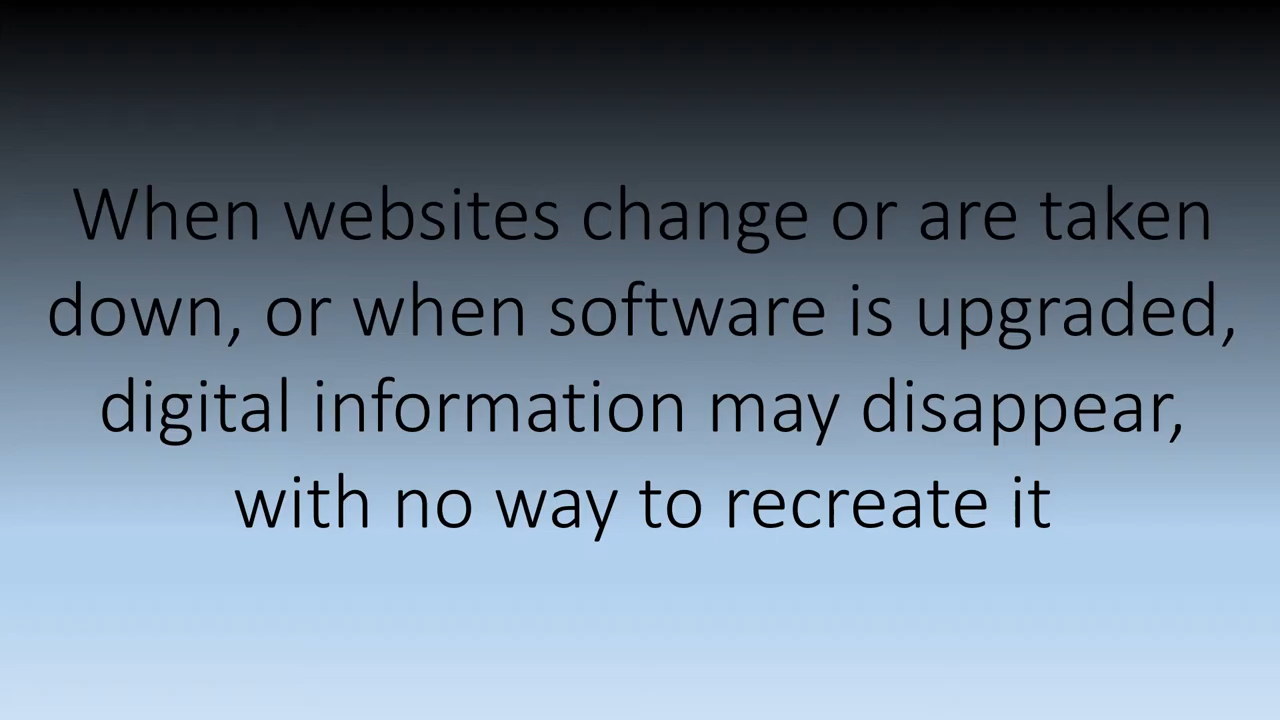 When websites change or are taken
down, or when software is upgraded,
digital information may disappear,
with no way to recreate it